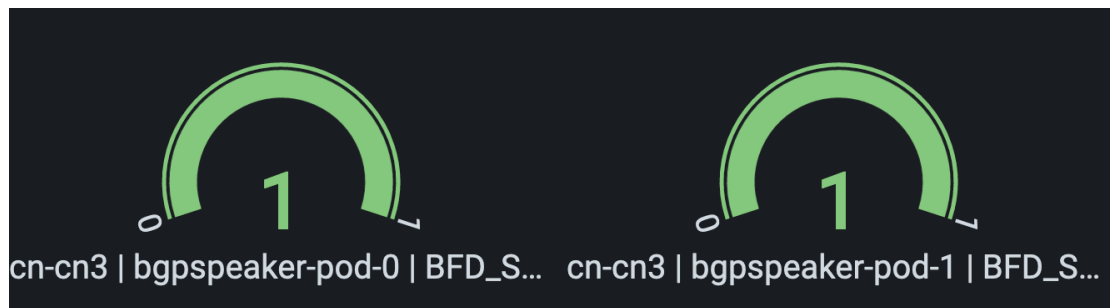 1
0 1
cn-cn3 | bgpspeaker-pod-0 | BFD_S...
1
0 1
cn-cn3 | bgpspeaker-pod-1 | BFD_S...